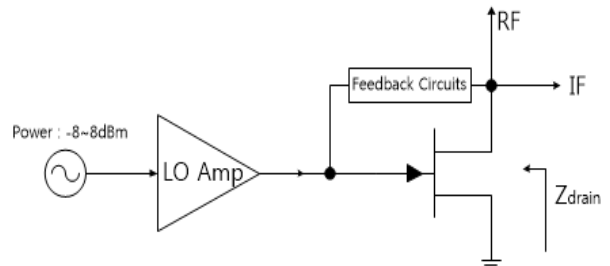 RF
Feedback Circuits
IF
Power : -8~8dBm
LO Amp
Zdrain